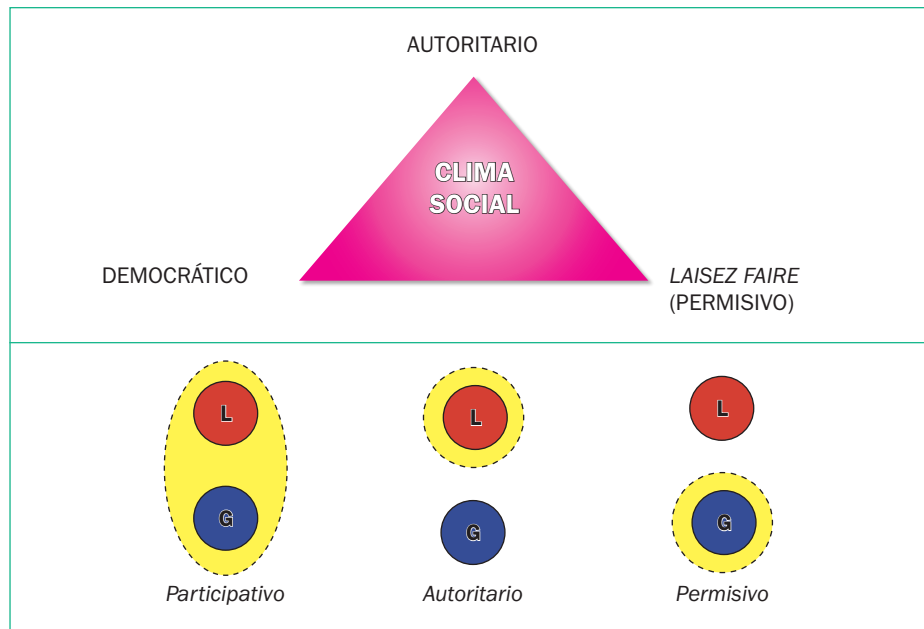 AUTORITARIO
CLIMA
SOCIAL
DEMOCRÁTICO
LAISEZ FAIRE
(PERMISIVO)
L
L
L
G
G
G
Participativo
Autoritario
Permisivo